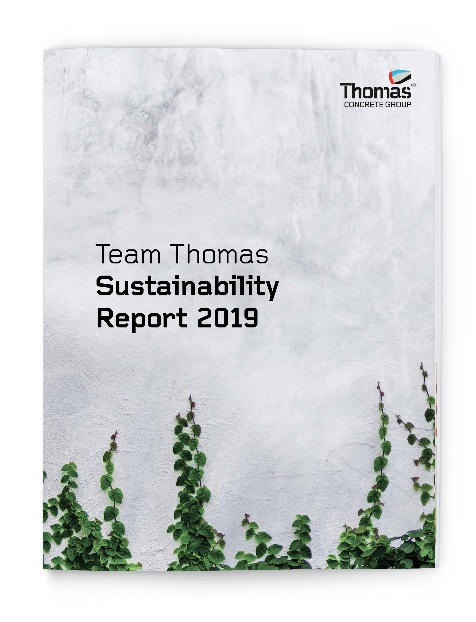 Thomas
CONCRETE GROUP
Team Thomas
Sustainability
Report 2019